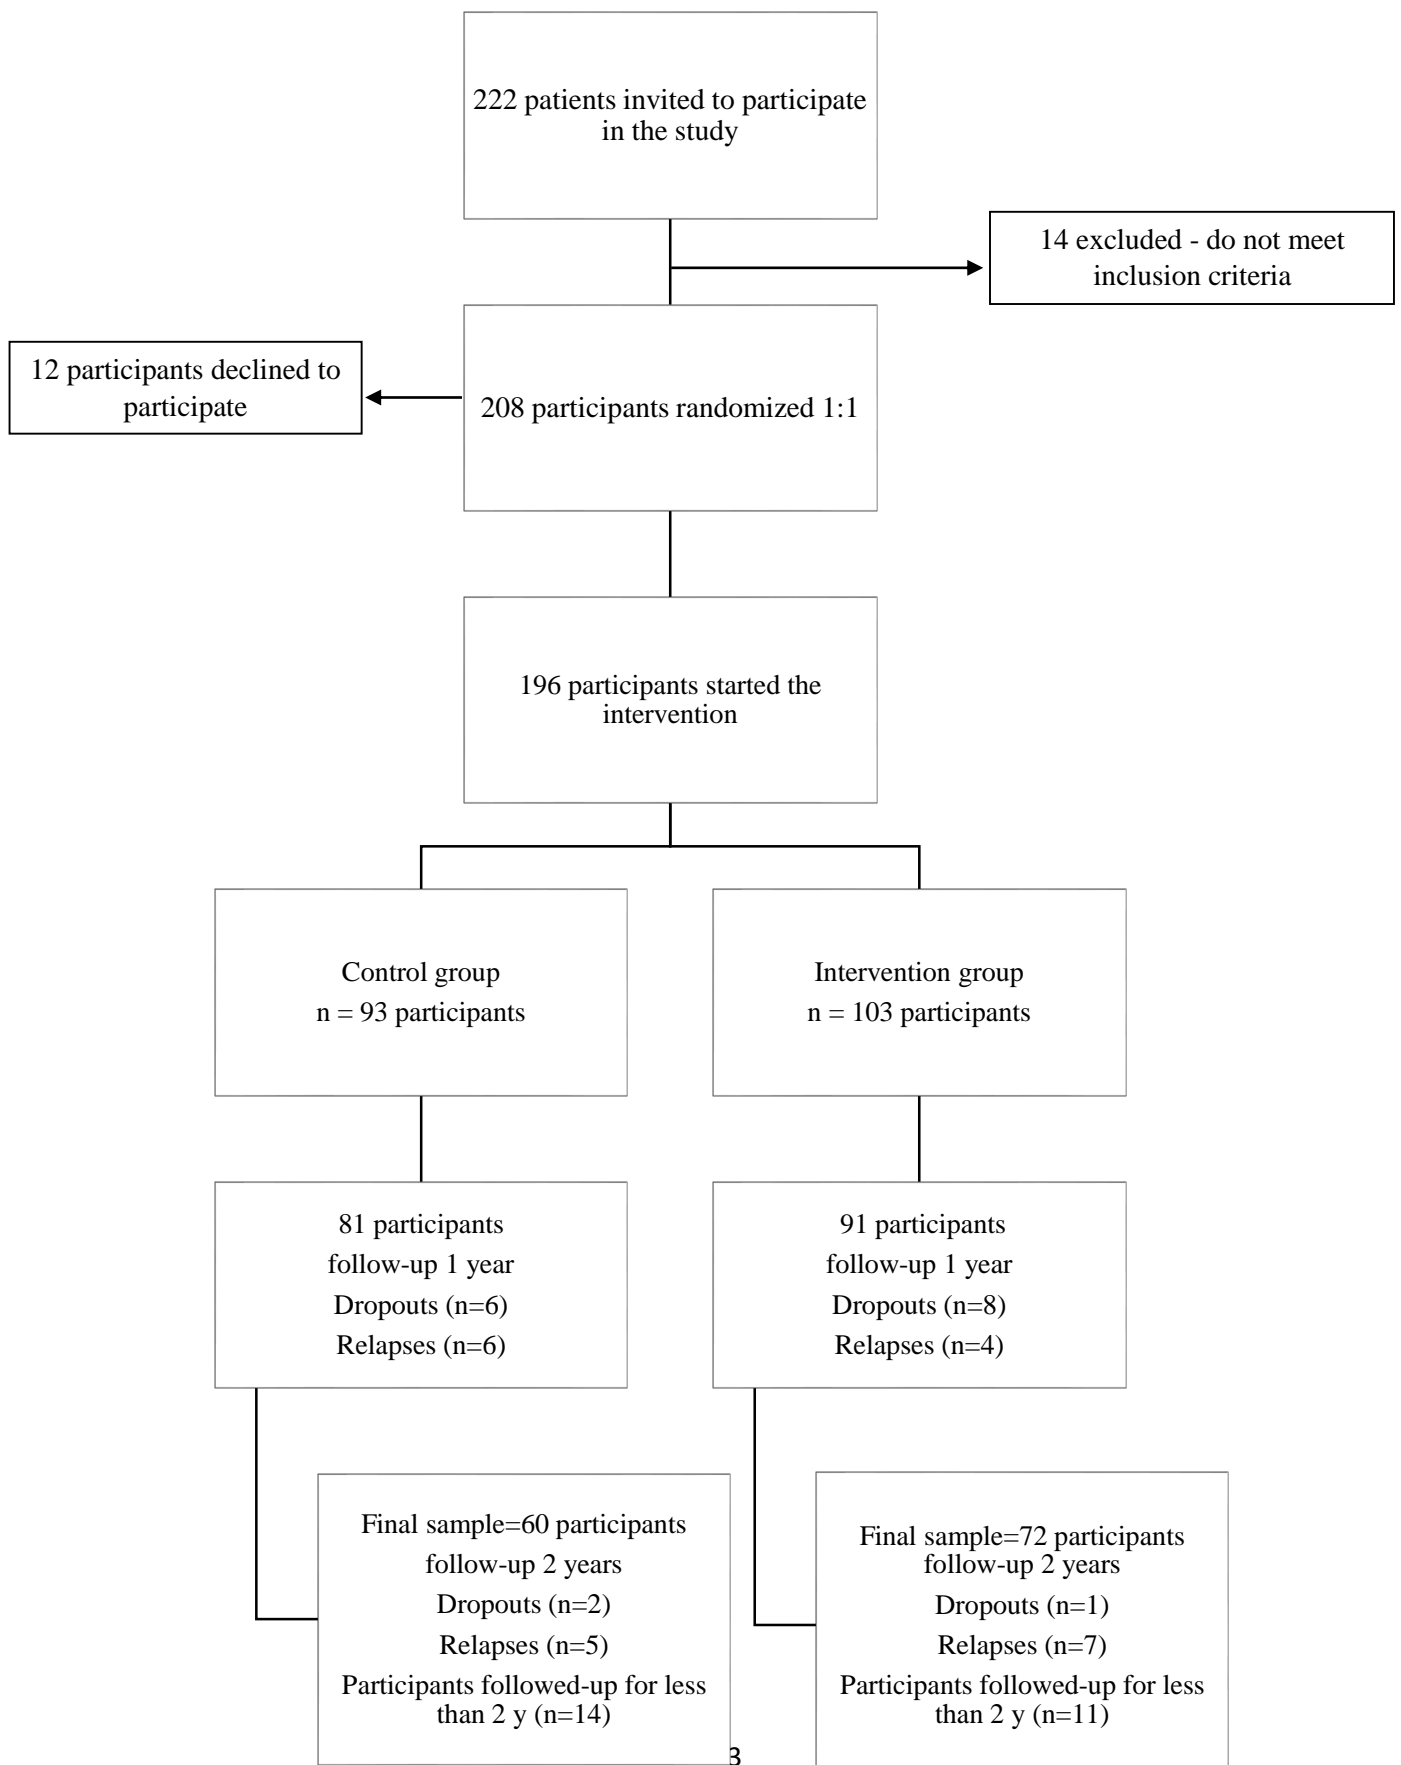 222 patients invited to participate
in the study
14 excluded - do not meet
inclusion criteria
12 participants declined to
participate
208 participants randomized 1:1
196 participants started the
intervention
Control group
n = 93 participants
Intervention group
n = 103 participants
81 participants
follow-up 1 year
Dropouts (n=6)
Relapses (n=6)
91 participants
follow-up 1 year
Dropouts (n=8)
Relapses (n=4)
Final sample=60 participants
follow-up 2 years
Dropouts (n=2)
Relapses (n=5)
Participants followed-up for less
than 2 y (n=14)
Final sample=72 participants
follow-up 2 years
Dropouts (n=1)
Relapses (n=7)
Participants followed-up for less
than 2 y (n=11)
3